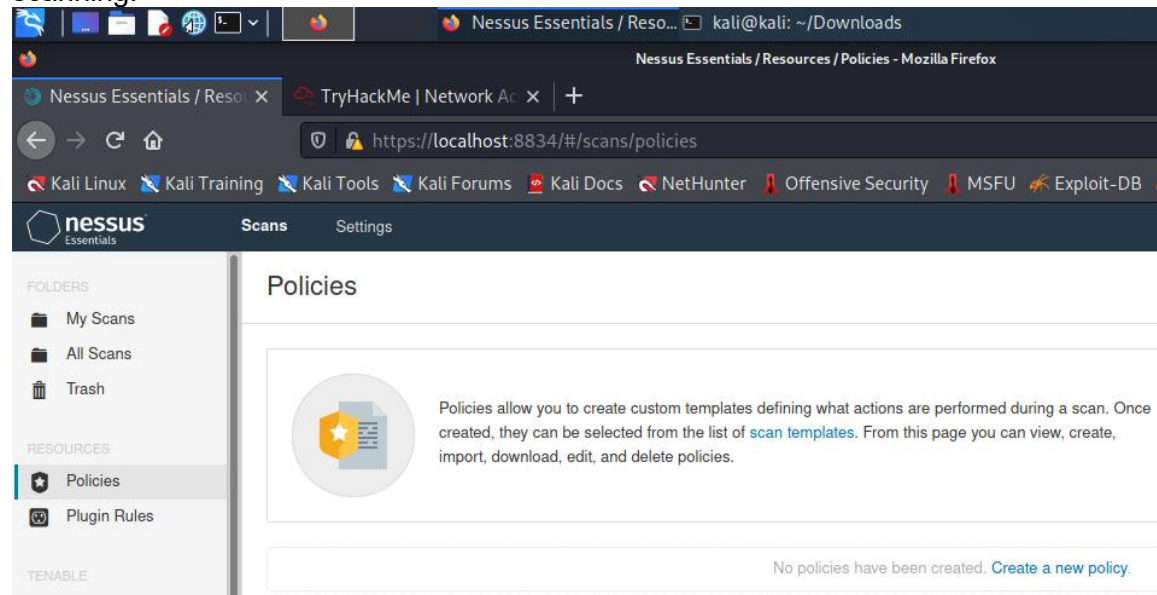 scanning.
Nessus Essentials / Reso... kali@kali: ~/Downloads
Nessus Essentials / Resources / Policies - Mozilla Firefox
Nessus Essentials / Reso TryHackMe | Network Ac
https://localhost:8834/#/scans/policies
Kali Linux Kali Training Kali Tools Kali Forums Kali Docs NetHunter Offensive Security MSFU Exploit-DB
nessus Essentials Scans Settings
FOLDERS
Policies
My Scans
All Scans
Trash
Policies allow you to create custom templates defining what actions are performed during a scan. Once
created, they can be selected from the list of scan templates. From this page you can view, create,
import, download, edit, and delete policies.
RESOURCES
Policies
Plugin Rules
No policies have been created. Create a new policy.
TENABLE